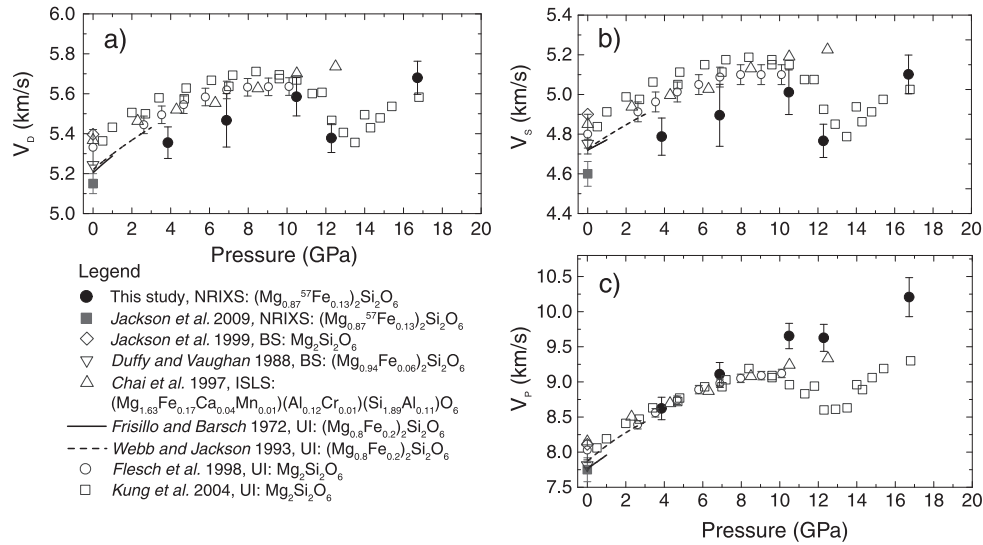 a)
6.0
5.8
5.6
5.4
5.2
5.0
V_D (km/s)
0 2 4 6 8 10 12 14 16 18 20
Pressure (GPa)
b)
5.4
5.2
5.0
4.8
4.6
4.4
V_S (km/s)
0 2 4 6 8 10 12 14 16 18 20
Legend
This study, NRIXS: (Mg₀.₈₇⁵⁷Fe₀.₁₃)₂Si₂O₆
Jackson et al. 2009, NRIXS: (Mg₀.₈₇⁵⁷Fe₀.₁₃)₂Si₂O₆
Jackson et al. 1999, BS: Mg₂Si₂O₆
Duffy and Vaughan 1988, BS: (Mg₀.₉₄Fe₀.₀₆)₂Si₂O₆
Chai et al. 1997, ISLS:
(Mg₁.₆₃Fe₀.₁₇Ca₀.₀₄Mn₀.₀₁)(Al₀.₁₂Cr₀.₀₁)(Si₁.₈₉Al₀.₁₁)O₆
Frisillo and Barsch 1972, UI: (Mg₀.₈Fe₀.₂)₂Si₂O₆
Webb and Jackson 1993, UI: (Mg₀.₈Fe₀.₂)₂Si₂O₆
Flesch et al. 1998, UI: Mg₂Si₂O₆
Kung et al. 2004, UI: Mg₂Si₂O₆
c)
10.5
10.0
9.5
9.0
8.5
8.0
7.5
V_P (km/s)
0 2 4 6 8 10 12 14 16 18 20
Pressure (GPa)